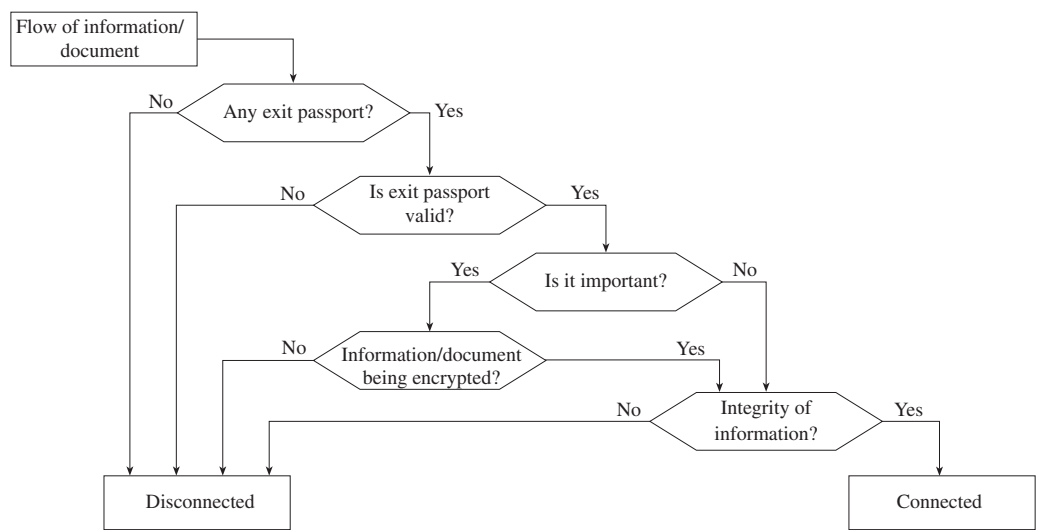 Flow of information/
document
No
Any exit passport?
Yes
No
Is exit passport
valid?
Yes
Yes
Is it important?
No
No
Information/document
being encrypted?
Yes
No
Integrity of
information?
Yes
Disconnected
Connected